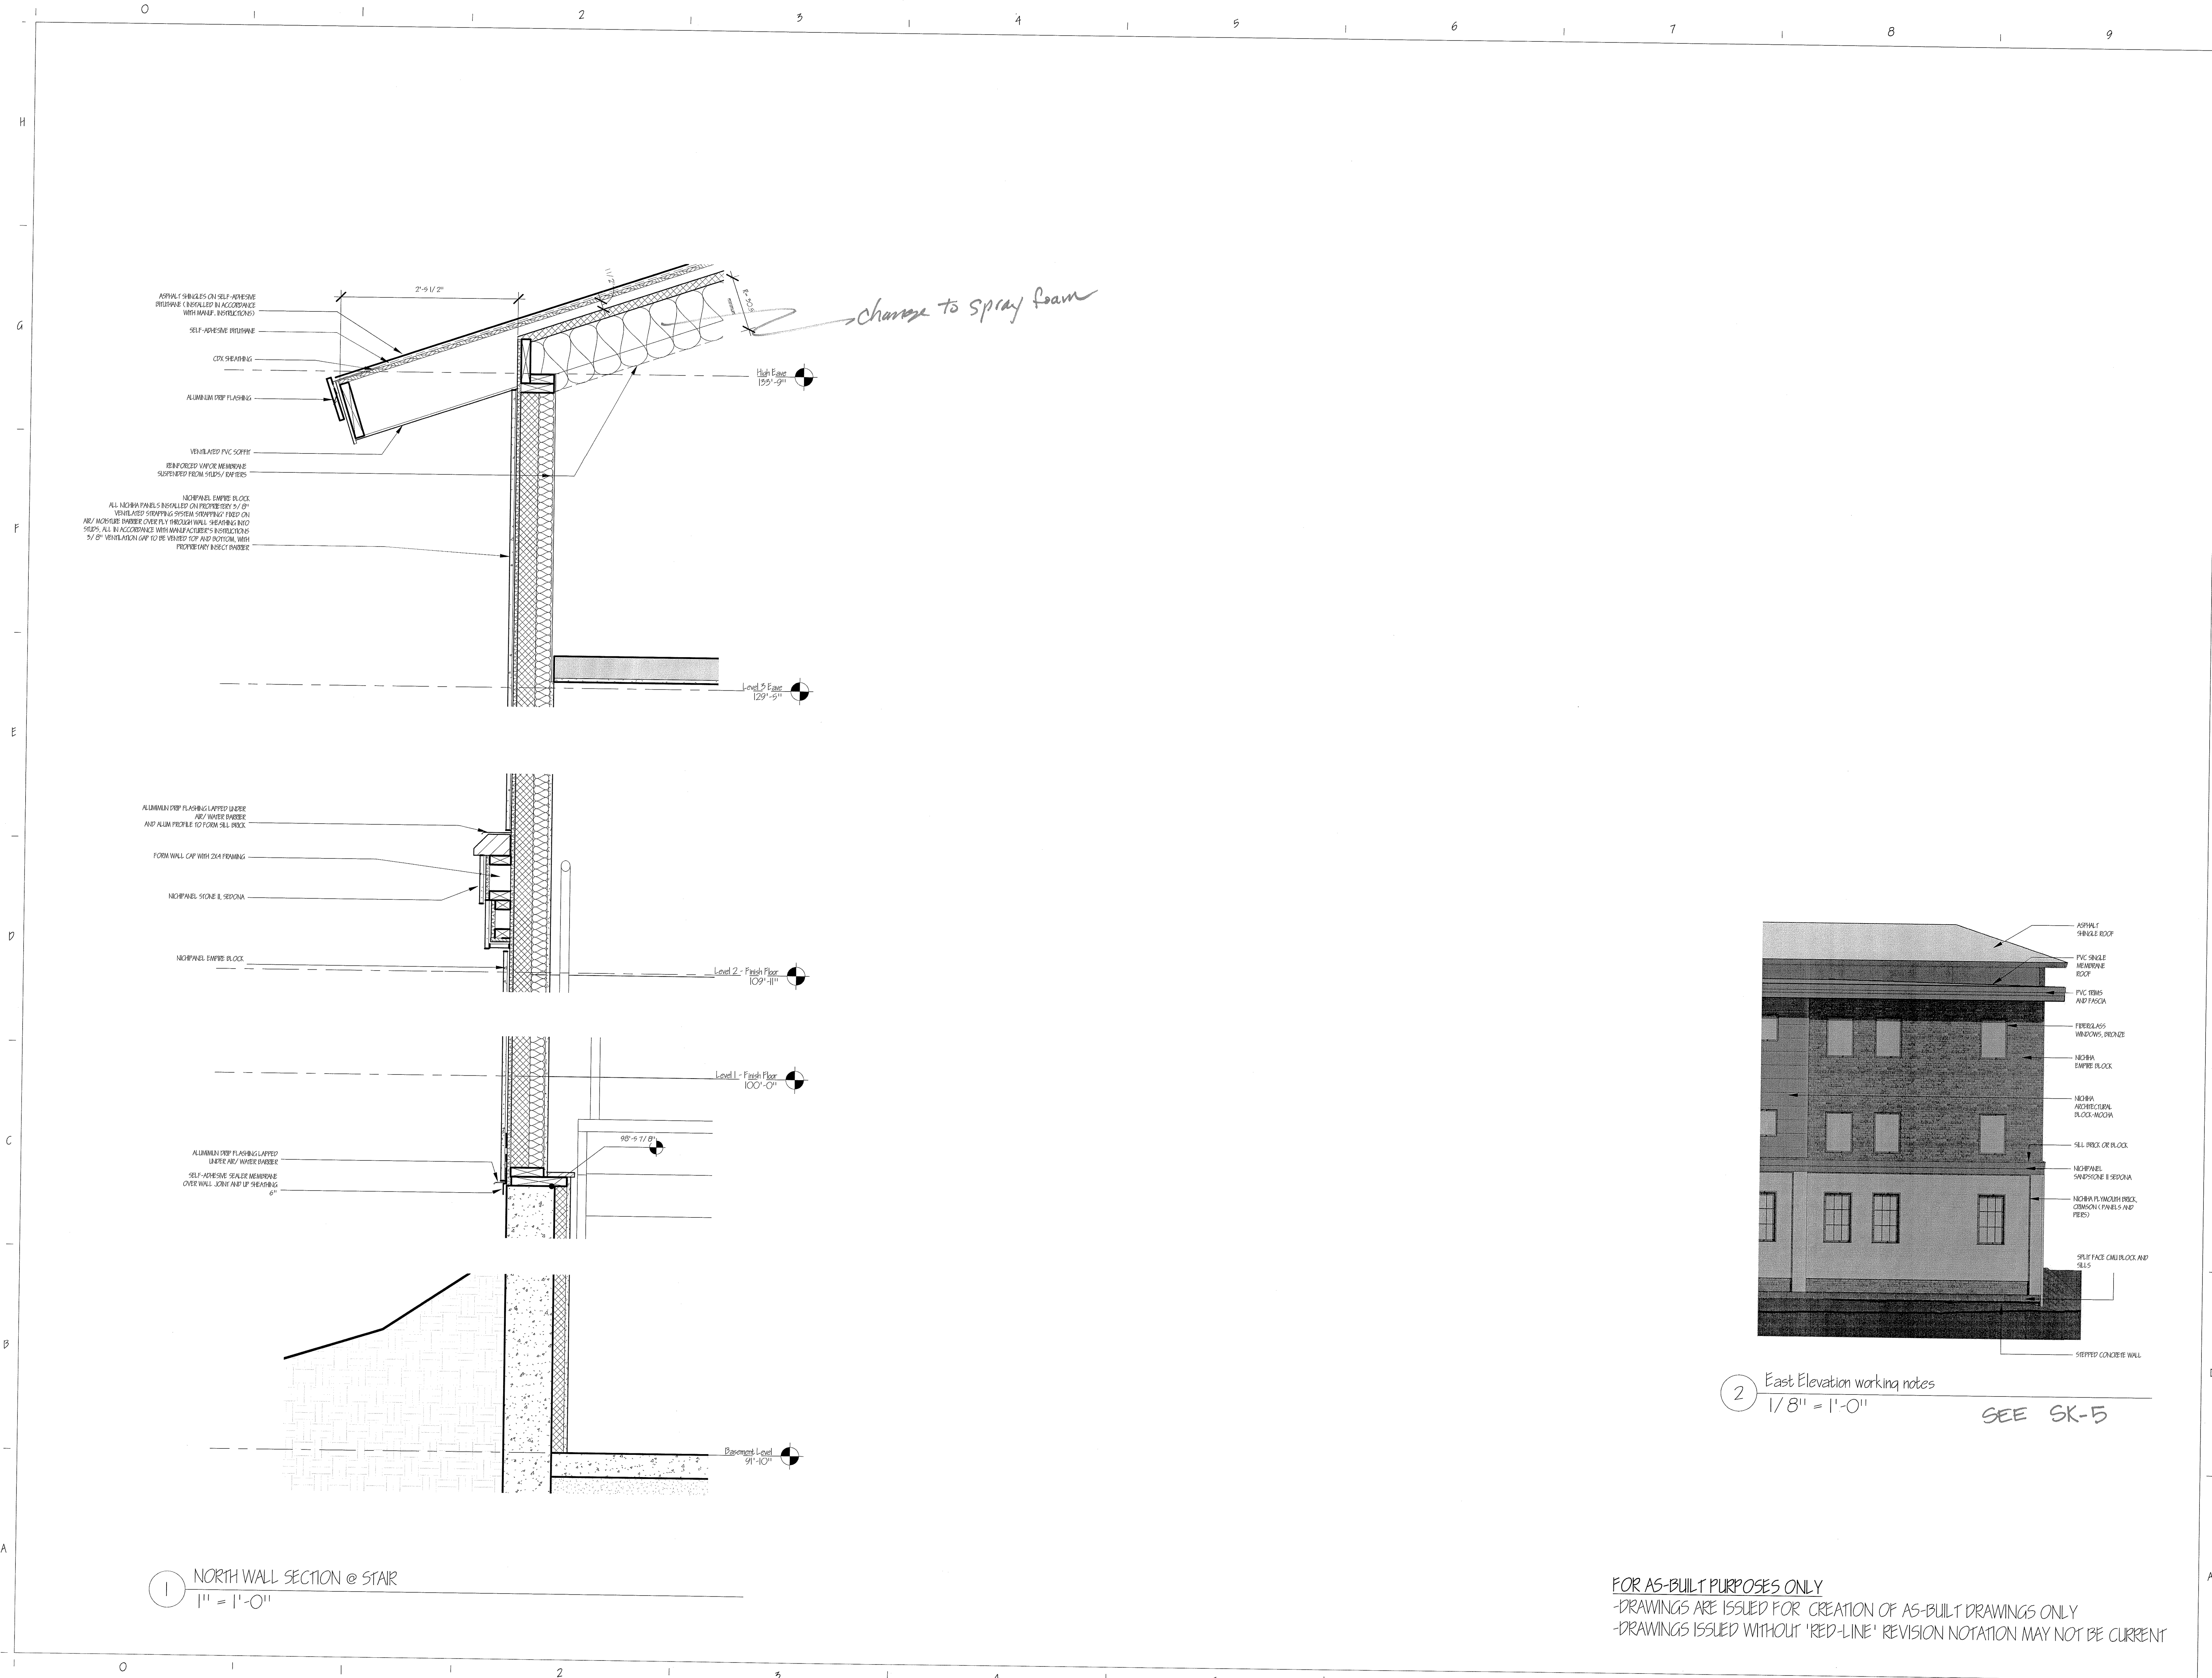 0
2
3
4
5
6
7
8
9
H
G
F
E
D
C
B
A
ASPHALT SHINGLES ON SELF-ADHESIVE
BITUTHANE (INSTALLED IN ACCORDANCE
WITH MANUF. INSTRUCTIONS)
SELF-ADHESIVE BITUTHANE
CDX SHEATHING
ALUMINUM DRIP FLASHING
VENTILATED PVC SOFFIT
REINFORCED VAPOR MEMBRANE
SUSPENDED FROM STUDS/ RAFTERS
NICHIPANEL EMPIRE BLOCK
ALL NICHIHA PANELS INSTALLED ON PROPRIETERY 3/8"
VENTILATED STRAPPING SYSTEM STRAPPING' FIXED ON
AIR/ MOISTURE BARRIER OVER PLY THROUGH WALL SHEATHING INTO
STUDS, ALL IN ACCORDANCE WITH MANUFACTURER'S INSTRUCTIONS
3/8" VENTILATION GAP TO BE VENTED TOP AND BOTTOM, WITH
PROPRIETARY INSECT BARRIER
2'-9 1/2"
change to spray foam
High Eave
133'-9"
Level 3 Eave
129'-5"
ALUMIMUN DRIP FLASHING LAPPED UNDER
AIR/ WATER BARRIER
AND ALUM PROFILE TO FORM SILL BRICK
FORM WALL CAP WITH 2X4 FRAMING
NICHIPANEL STONE II, SEDONA
NICHIPANEL EMPIRE BLOCK
Level 2 - Finish Floor
109'-11"
Level 1 - Finish Floor
100'-0"
98'-9 7/8"
ALUMIMUN DRIP FLASHING LAPPED
UNDER AIR/ WATER BARRIER
SELF-ADHESIVE SEALER MEMBRANE
OVER WALL JOINT AND UP SHEATHING
6"
Basement Level
91'-10"
1
NORTH WALL SECTION @ STAIR
1" = 1'-0"
ASPHALT
SHINGLE ROOF
PVC SINGLE
MEMBRANE
ROOF
PVC TRIMS
AND FASCIA
FIBERGLASS
WINDOWS, BRONZE
NICHIHA
EMPIRE BLOCK
NICHIHA
ARCHITECTURAL
BLOCK-MOCHA
SILL BRICK OR BLOCK
NICHIPANEL
SANDSTONE II SEDONA
NICHIHA PLYMOUTH BRICK,
CRIMSON (PANELS AND
PIERS)
SPLIT FACE CMU BLOCK AND
SILLS
STEPPED CONCRETE WALL
2
East Elevation working notes
1/8" = 1'-0"
SEE SK-5
FOR AS-BUILT PURPOSES ONLY
-DRAWINGS ARE ISSUED FOR CREATION OF AS-BUILT DRAWINGS ONLY
-DRAWINGS ISSUED WITHOUT 'RED-LINE' REVISION NOTATION MAY NOT BE CURRENT
A
0
2
3
4